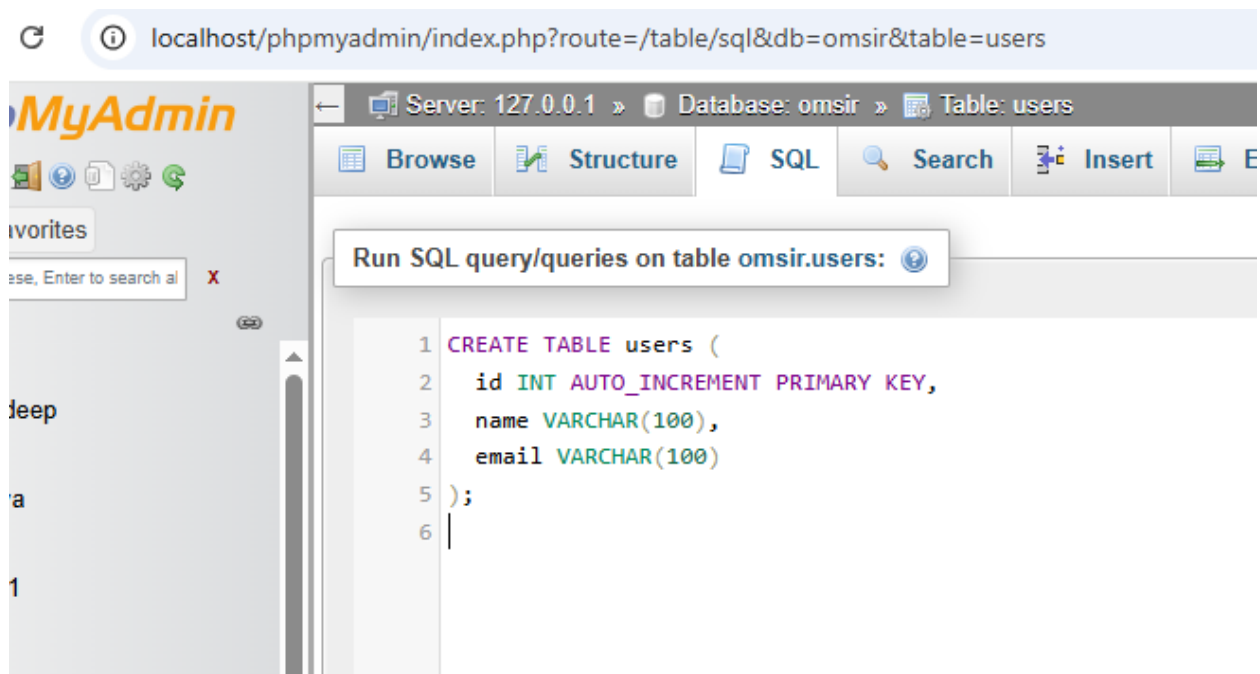 localhost/phpmyadmin/index.php?route=/table/sql&db=omsir&table=users
MyAdmin
← Server: 127.0.0.1 » Database: omsir » Table: users
Browse Structure SQL Search Insert E
avorites
ese, Enter to search al X
Run SQL query/queries on table omsir.users:
1 CREATE TABLE users (
2 id INT AUTO_INCREMENT PRIMARY KEY,
3 name VARCHAR(100),
4 email VARCHAR(100)
5 );
6
deep
a
1